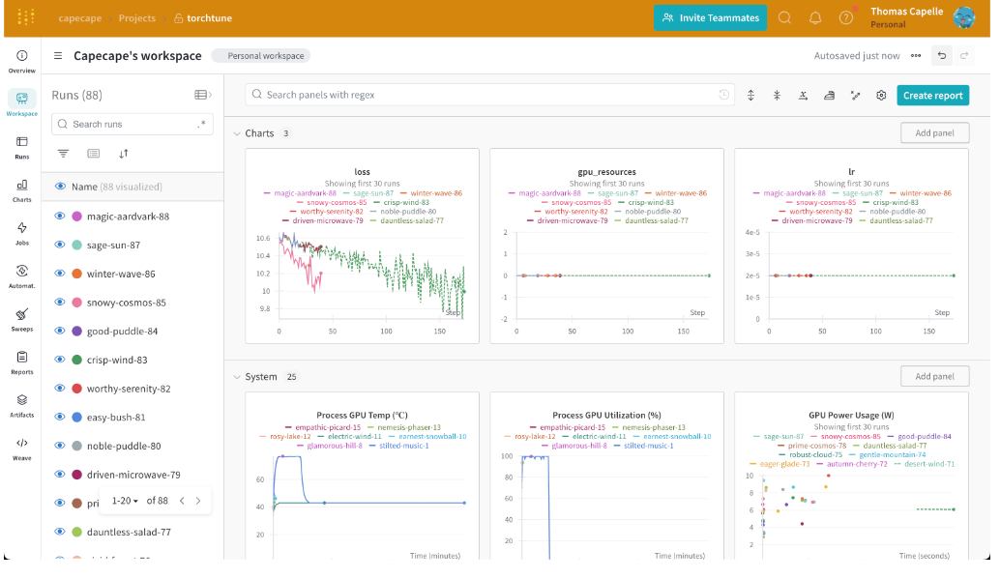 capecape › Projects › torchtune
Invite Teammates
Thomas Capelle
Personal
Overview
Workspace
Runs
Charts
Jobs
Automat.
Sweeps
Reports
Artifacts
Weave
Capecape's workspace
Personal workspace
Autosaved just now
Runs (88)
Search runs
.*
Name (88 visualized)
magic-aardvark-88
sage-sun-87
winter-wave-86
snowy-cosmos-85
good-puddle-84
crisp-wind-83
worthy-serenity-82
easy-bush-81
noble-puddle-80
driven-microwave-79
pri
1-20 of 88
dauntless-salad-77
Search panels with regex
Create report
Charts 3
Add panel
loss
Showing first 30 runs
magic-aardvark-88 sage-sun-87 winter-wave-86
snowy-cosmos-85 crisp-wind-83
worthy-serenity-82 noble-puddle-80
driven-microwave-79 dauntless-salad-77
10.6
10.4
10.2
10
9.8
Step
0 50 100 150
gpu_resources
Showing first 30 runs
magic-aardvark-88 sage-sun-87 winter-wave-86
snowy-cosmos-85 crisp-wind-83
worthy-serenity-82 noble-puddle-80
driven-microwave-79 dauntless-salad-77
2
1
0
-1
-2
Step
0 50 100 150
lr
Showing first 30 runs
magic-aardvark-88 sage-sun-87 winter-wave-86
snowy-cosmos-85 crisp-wind-83
worthy-serenity-82 noble-puddle-80
driven-microwave-79 dauntless-salad-77
4e-5
3e-5
2e-5
1e-5
0
Step
0 50 100 150
System 25
Add panel
Process GPU Temp (℃)
empathic-picard-15 nemesis-phaser-13
rosy-lake-12 electric-wind-11 earnest-snowball-10
glamorous-hill-8 stilted-music-1
60
40
20
Time (minutes)
Process GPU Utilization (%)
empathic-picard-15 nemesis-phaser-13
rosy-lake-12 electric-wind-11 earnest-snowball-10
glamorous-hill-8 stilted-music-1
100
80
60
40
20
Time (minutes)
GPU Power Usage (W)
Showing first 30 runs
sage-sun-87 snowy-cosmos-85 good-puddle-84
prime-cosmos-78 dauntless-salad-77
robust-cloud-75 gentle-mountain-74
eager-glade-73 autumn-cherry-72 desert-wind-71
10
8
6
4
2
Time (seconds)